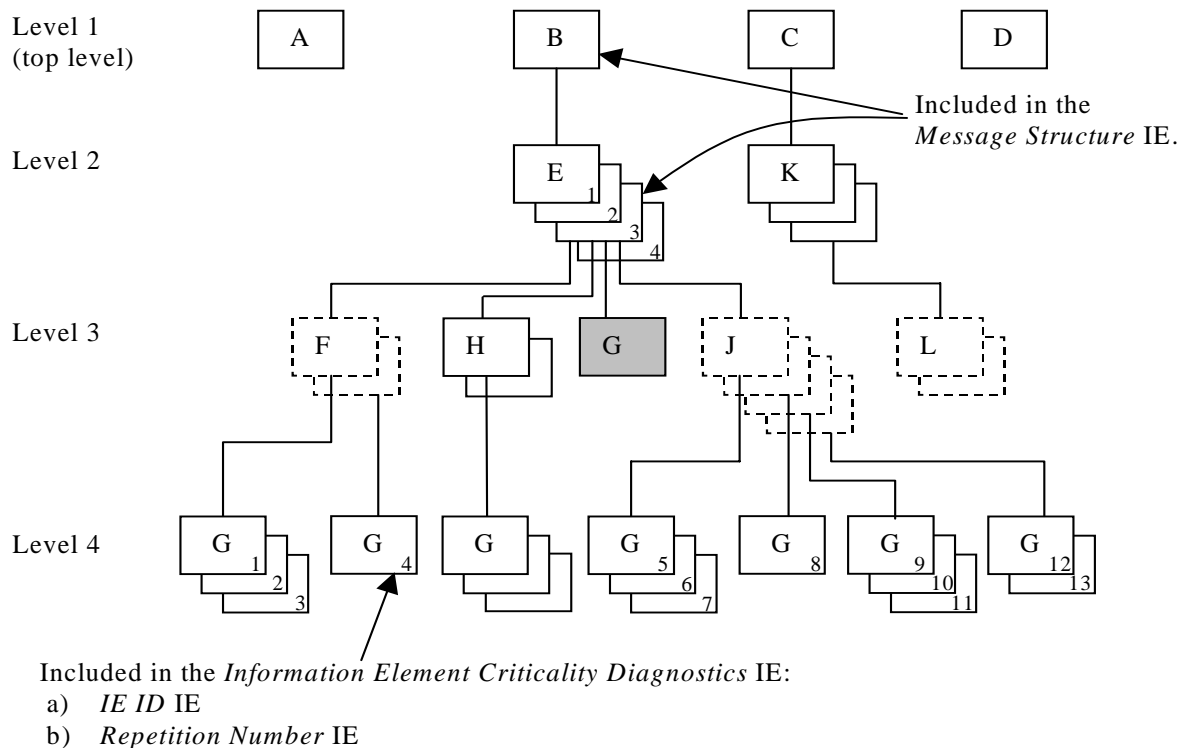 Level 1
(top level)
A
B
C
D
Included in the
Message Structure IE.
Level 2
E
1
2
3
4
K
Level 3
F
H
G
J
L
Level 4
G
1
2
3
G
4
G
G
5
6
7
G
8
G
9
10
11
G
12
13
Included in the Information Element Criticality Diagnostics IE:
a) IE ID IE
b) Repetition Number IE